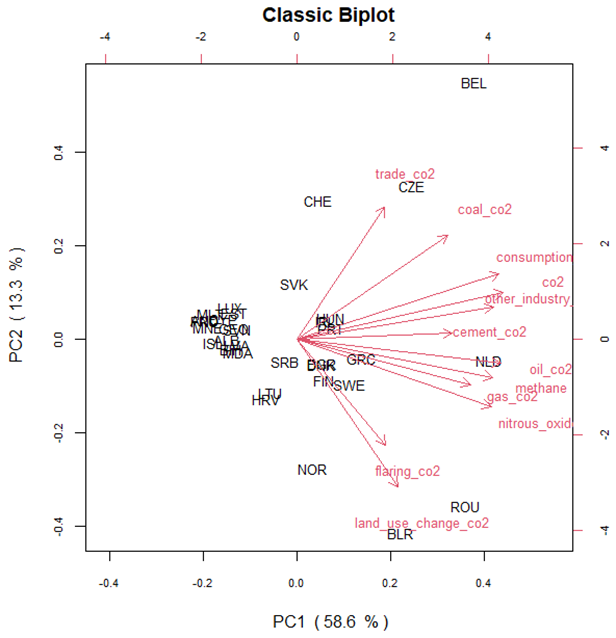 Classic Biplot
-4 -2 0 2 4
BEL
trade_co2
CZE
CHE
coal_co2
consumption
SVK
co2
other_industry
LUX
HUN
PRT
cement_co2
MDA
SRB
GRC
NLD
oil_co2
FIN
SWE
methane
gas_co2
LTU
HRV
nitrous_oxid
NOR
flaring_co2
ROU
land_use_change_co2
BLR
0.4
0.2
0.0
-0.2
-0.4
4
2
0
-2
-4
PC2 ( 13.3 % )
-0.4 -0.2 0.0 0.2 0.4
PC1 ( 58.6 % )